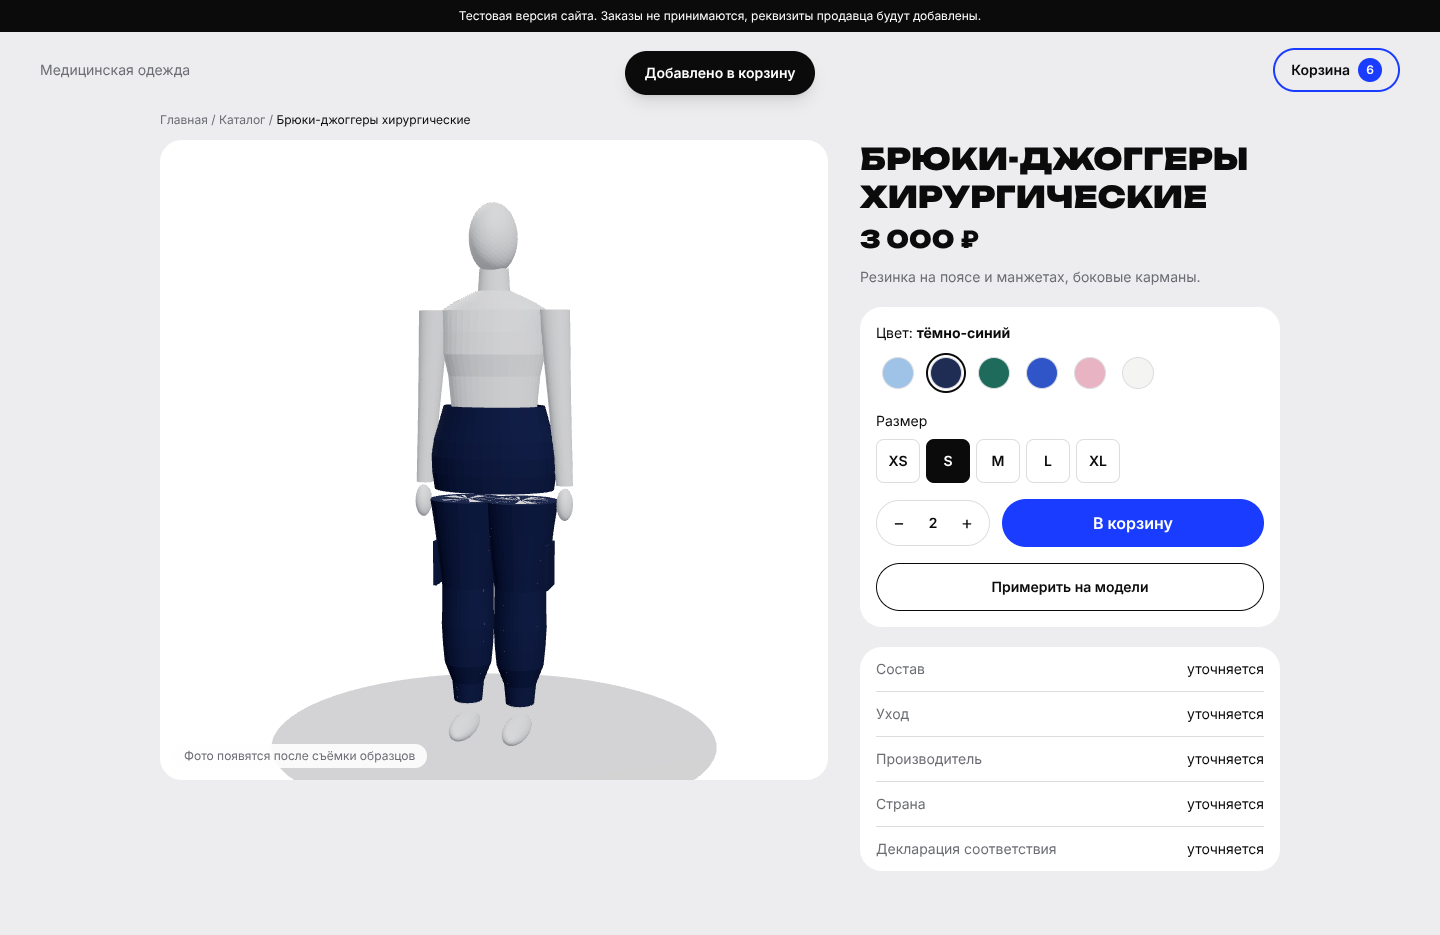 Тестовая версия сайта. Заказы не принимаются, реквизиты продавца будут добавлены.
Медицинская одежда
Добавлено в корзину
Корзина 6
Главная / Каталог / Брюки-джоггеры хирургические
БРЮКИ-ДЖОГГЕРЫ
ХИРУРГИЧЕСКИЕ
3 000 ₽
Резинка на поясе и манжетах, боковые карманы.
Цвет: тёмно-синий
Размер
XS S M L XL
− 2 + В корзину
Примерить на модели
Состав уточняется
Уход уточняется
Производитель уточняется
Страна уточняется
Декларация соответствия уточняется
Фото появятся после съёмки образцов